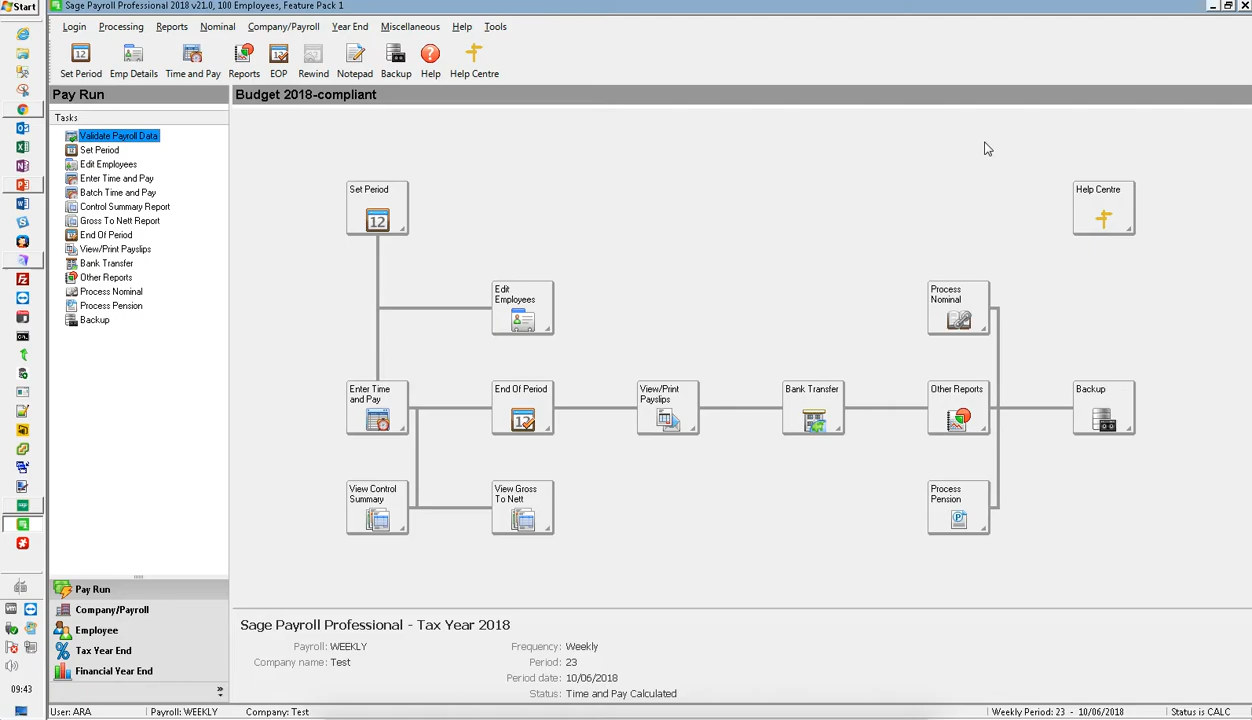 Start
Sage Payroll Professional 2018 v21.0, 100 Employees, Feature Pack 1
Login Processing Reports Nominal Company/Payroll Year End Miscellaneous Help Tools
12
Set Period Emp Details Time and Pay Reports EOP Rewind Notepad Backup Help Help Centre
Pay Run
Budget 2018-compliant
Tasks
Validate Payroll Data
Set Period
Edit Employees
Enter Time and Pay
Batch Time and Pay
Control Summary Report
Gross To Nett Report
End Of Period
View/Print Payslips
Bank Transfer
Other Reports
Process Nominal
Process Pension
Backup
Set Period
12
Help Centre
Edit
Employees
Process
Nominal
Enter Time
and Pay
End Of Period
12
View/Print
Payslips
Bank Transfer
Other Reports
Backup
View Control
Summary
View Gross
To Nett
Process
Pension
P
Pay Run
Company/Payroll
Employee
Tax Year End
Financial Year End
»
Sage Payroll Professional - Tax Year 2018
Payroll: WEEKLY
Company name: Test
Frequency: Weekly
Period: 23
Period date: 10/06/2018
Status: Time and Pay Calculated
09:43
User: ARA Payroll: WEEKLY Company: Test Weekly Period: 23 - 10/06/2018 Status is CALC